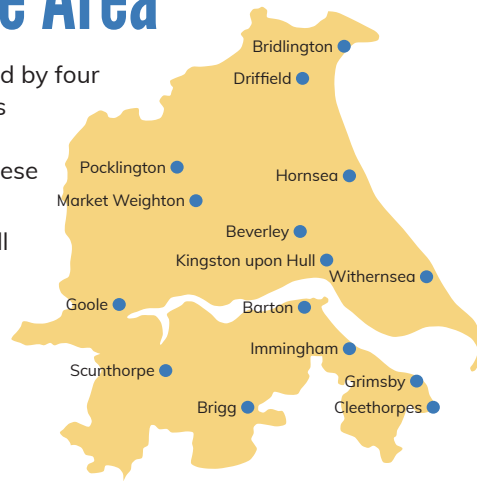 e Area
d by four
s
ese
ll
Bridlington
Driffield
Pocklington
Hornsea
Market Weighton
Beverley
Kingston upon Hull
Withernsea
Goole
Barton
Immingham
Scunthorpe
Grimsby
Brigg
Cleethorpes